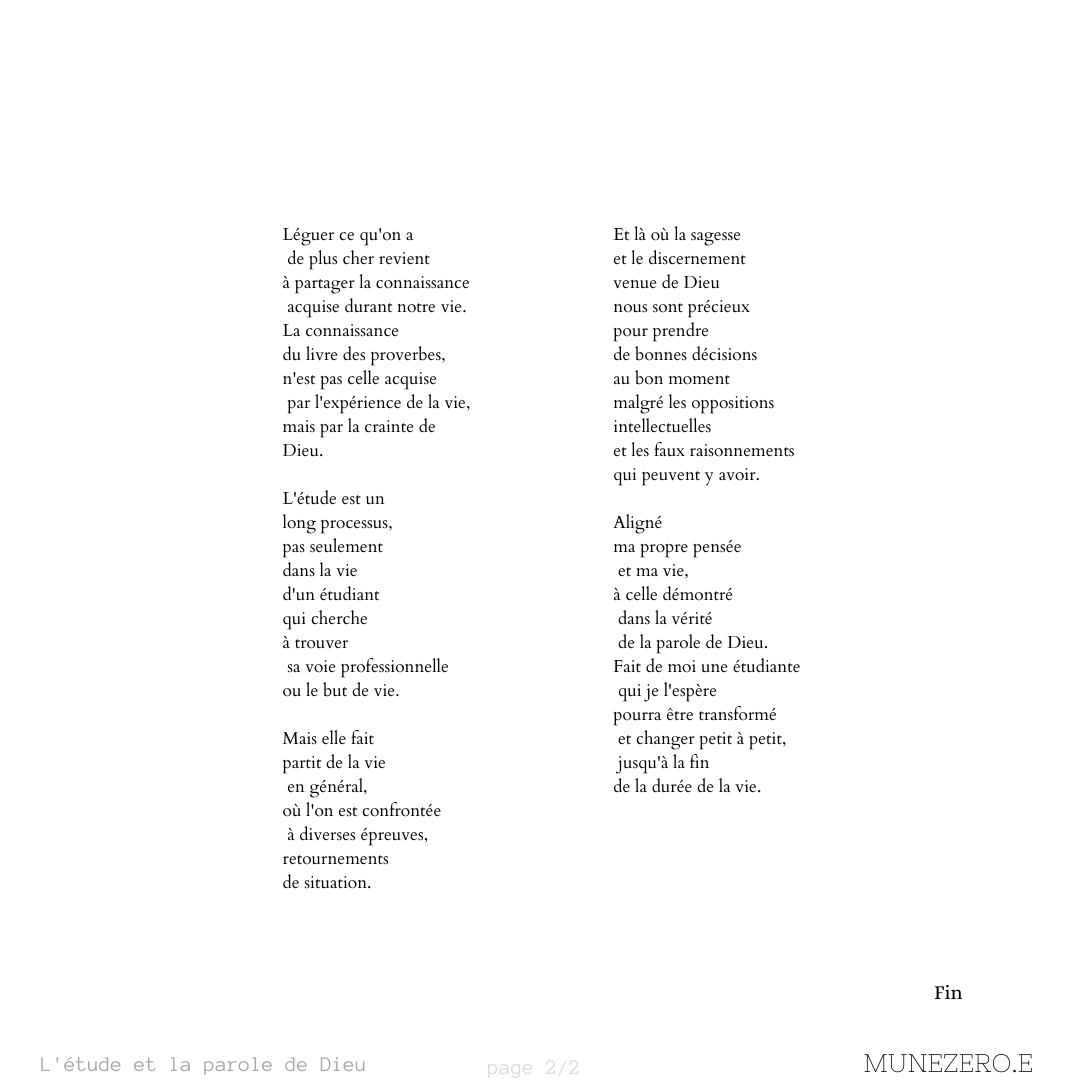 Léguer ce qu'on a
de plus cher revient
à partager la connaissance
acquise durant notre vie.
La connaissance
du livre des proverbes,
n'est pas celle acquise
par l'expérience de la vie,
mais par la crainte de
Dieu.

L'étude est un
long processus,
pas seulement
dans la vie
d'un étudiant
qui cherche
à trouver
sa voie professionnelle
ou le but de vie.

Mais elle fait
partit de la vie
en général,
où l'on est confrontée
à diverses épreuves,
retournements
de situation.

Et là où la sagesse
et le discernement
venue de Dieu
nous sont précieux
pour prendre
de bonnes décisions
au bon moment
malgré les oppositions
intellectuelles
et les faux raisonnements
qui peuvent y avoir.

Aligné
ma propre pensée
et ma vie,
à celle démontré
dans la vérité
de la parole de Dieu.
Fait de moi une étudiante
qui je l'espère
pourra être transformé
et changer petit à petit,
jusqu'à la fin
de la durée de la vie.

Fin
L'étude et la parole de Dieu
page 2/2
MUNEZERO.E